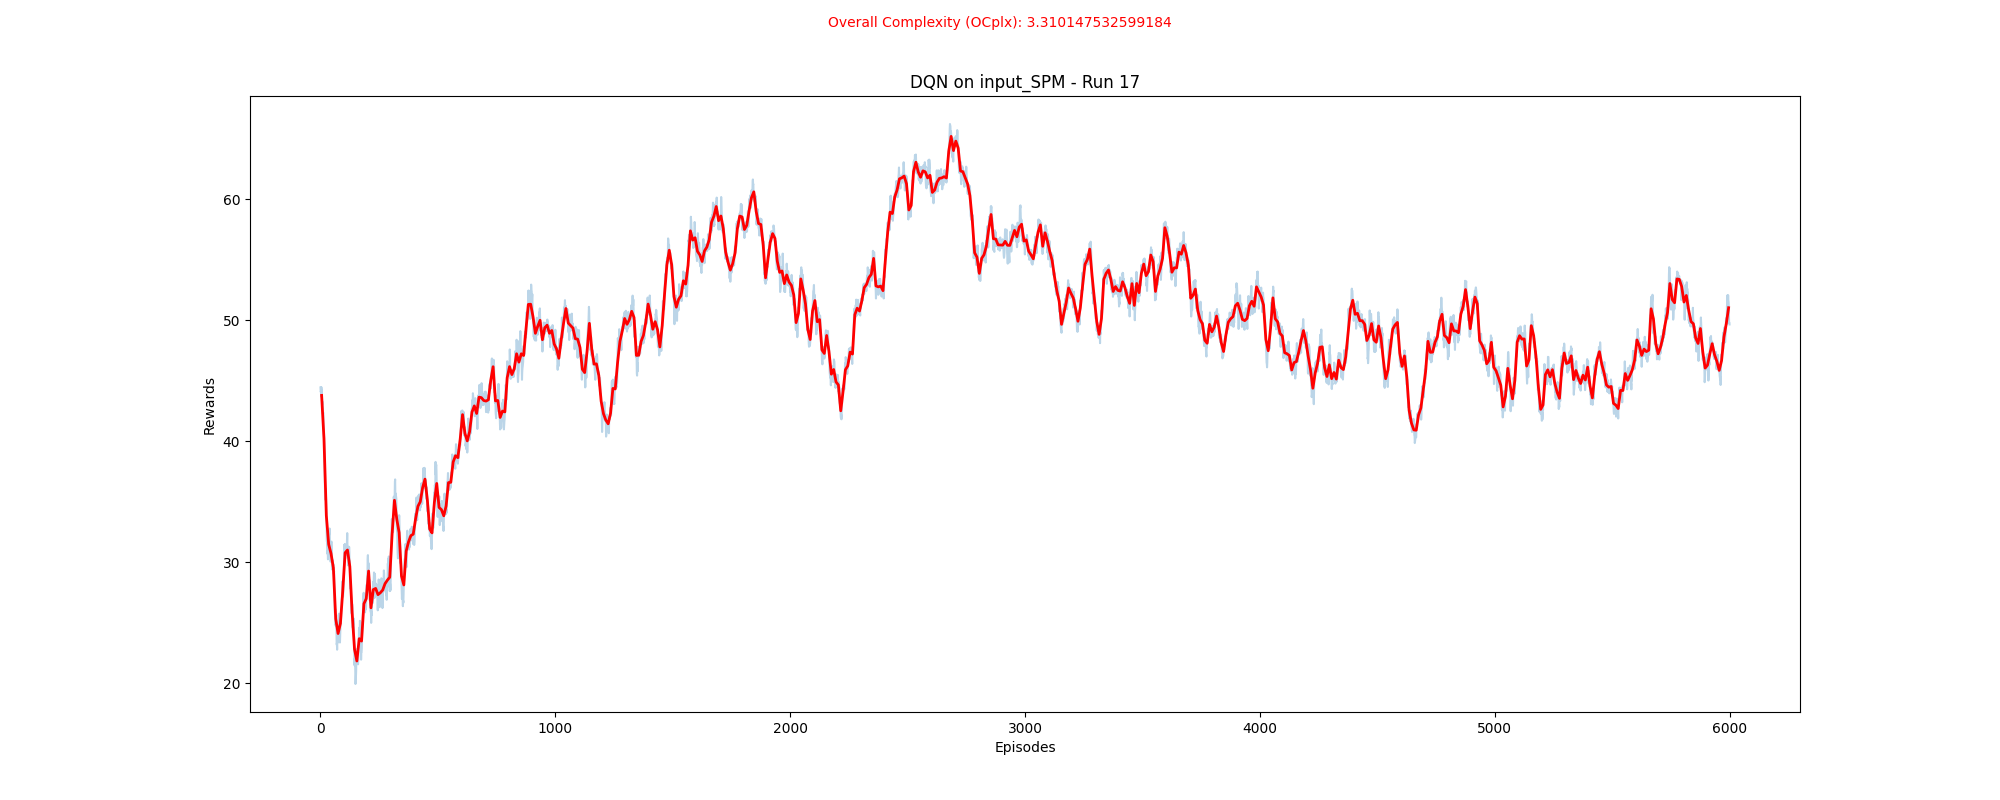 Overall Complexity (OCplx): 3.310147532599184
DQN on input_SPM - Run 17
Rewards
60
50
40
30
20
0 1000 2000 3000 4000 5000 6000
Episodes